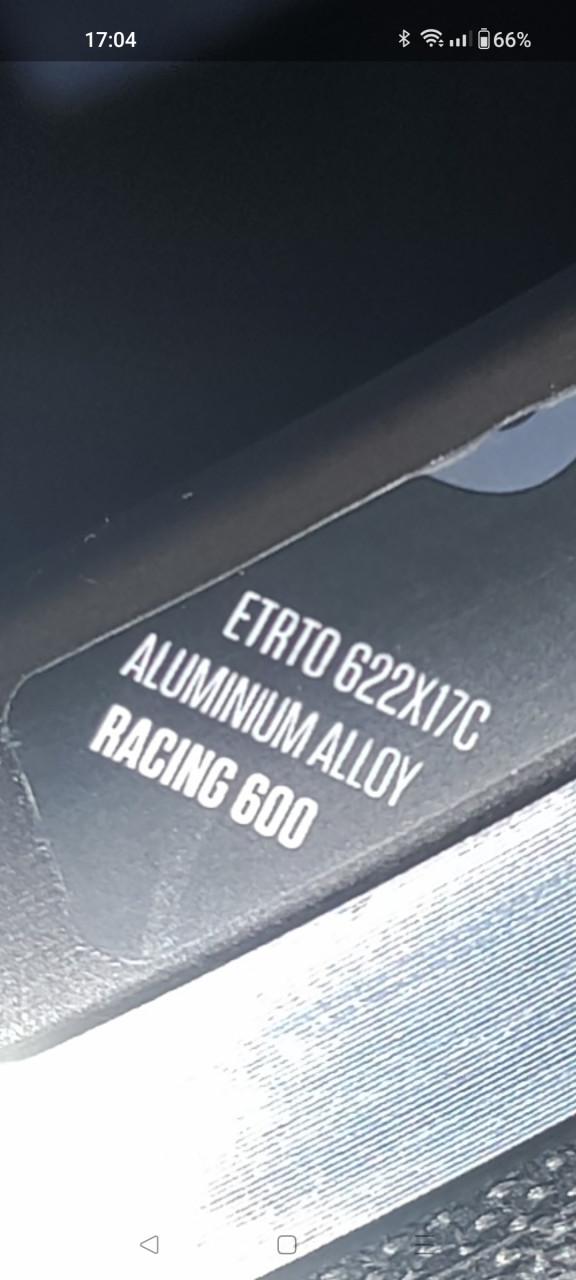 17:04 66%
ETRTO 622X17C
ALUMINIUM ALLOY
RACING 600